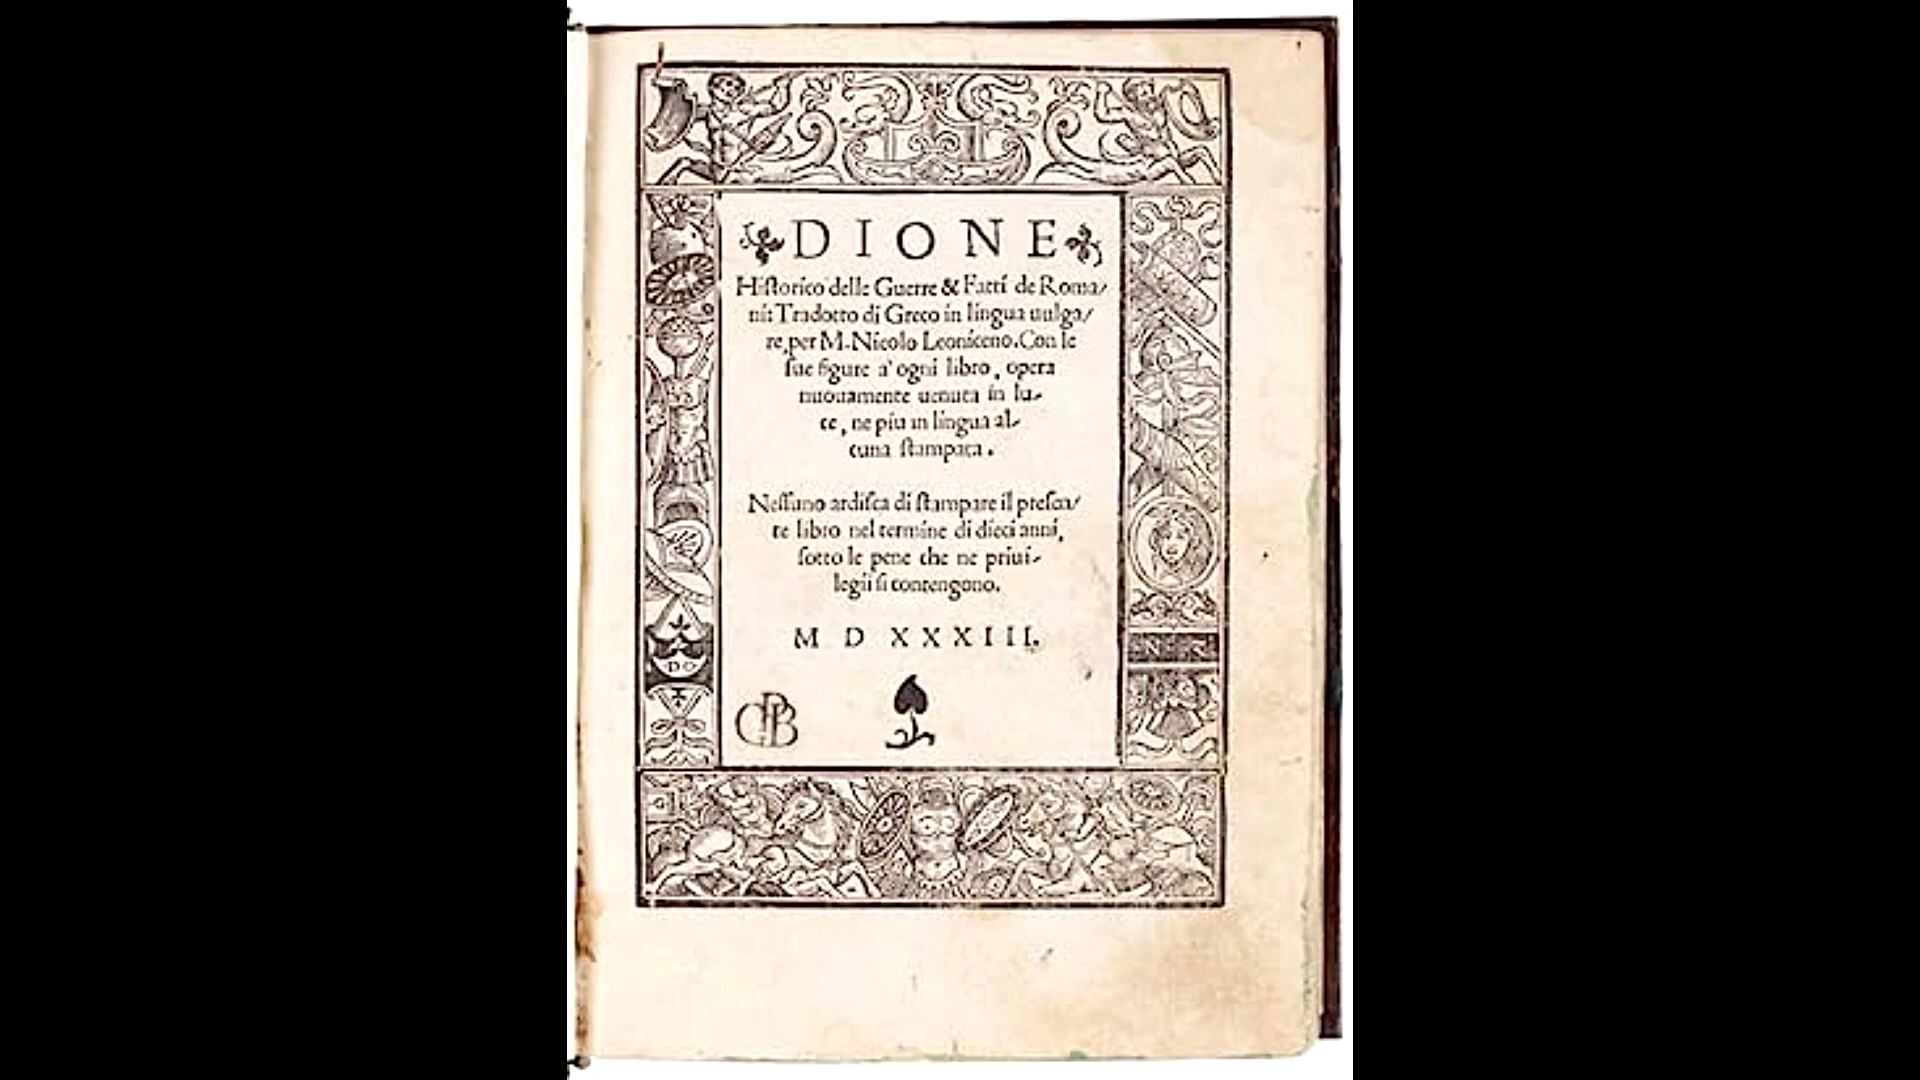 DIONE
Hiſtorico delle Guerre & Fatti de Roma/
ni: Tradotto di Greco in lingua uulga/
re, per M. Nicolo Leoniceno. Con le
ſue figure a' ogni libro, opera
nuouamente uenuta in lu-
ce, ne piu in lingua al-
cuna ſtampata.
Neſſuno ardiſca di ſtampare il preſen/
te libro nel termine di dieci anni,
ſotto le pene che ne priui-
legii ſi contengono.
M D XXXIII.
DO